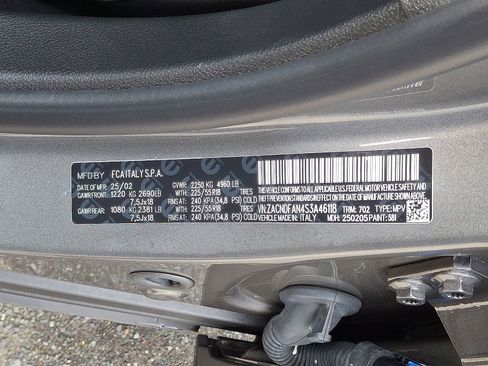 MFD BY FCA ITALY S.P.A.
DATE OF MFR: 25/02 GVWR: 2250 KG 4960 LB
GAWR FRONT: 1220 KG 2690LB WITH 225/55R18 TIRES
7,5Jx18 RIMS AT: 240 KPA (34,8 PSI) COLD
GAWR REAR: 1080 KG 2381 LB WITH 225/55R18 TIRES
7,5Jx18 RIMS AT: 240 KPA (34,8 PSI) COLD
THIS VEHICLE CONFORMS TO ALL APPLICABLE U.S.A. FEDERAL MOTOR VEHICLE SAFETY, BUMPER, AND THEFT PREVENTION
STANDARDS IN EFFECT ON THE DATE OF MANUFACTURE SHOWN ABOVE
VIN: ZACNDFAN4S3A46118 TRIM: 702 TYPE: MPV
VEHICLE MADE IN: ITALY MDH: 250205 PAINT: 581